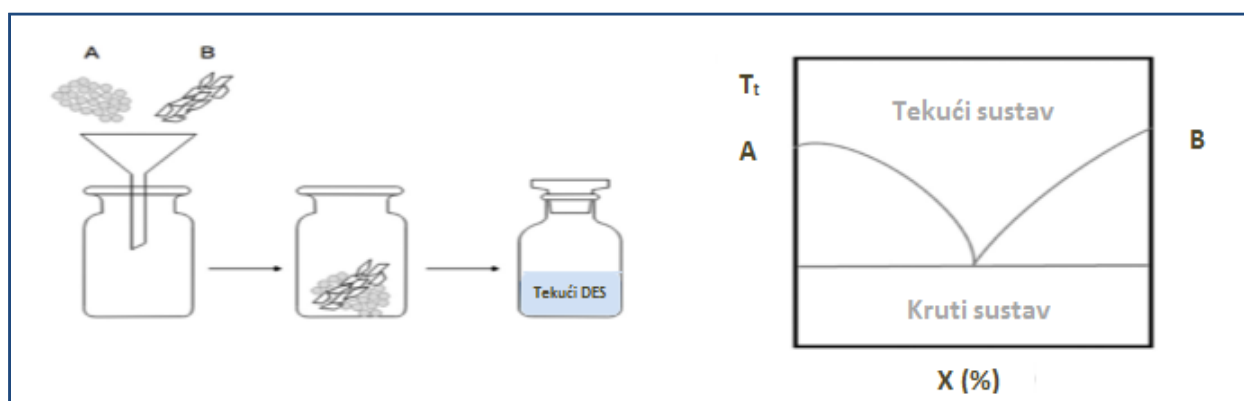 A B
Tekući DES
Tₜ
Tekući sustav
A
B
Kruti sustav
X (%)